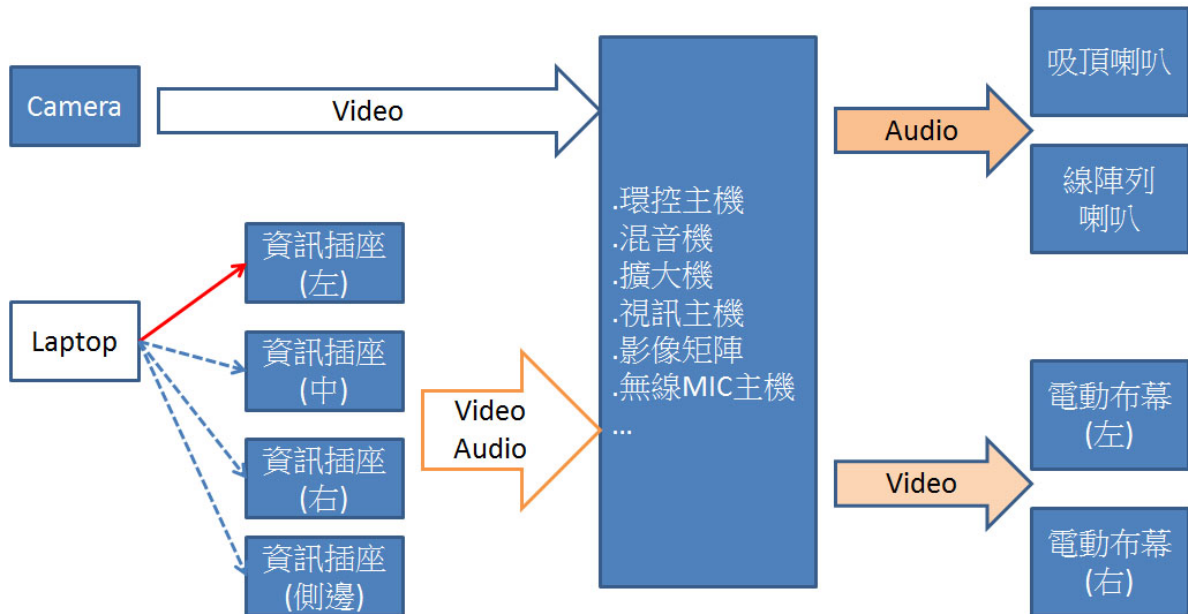 Camera
Video
Laptop
資訊插座
(左)
資訊插座
(中)
資訊插座
(右)
資訊插座
(側邊)
Video
Audio
.環控主機
.混音機
.擴大機
.視訊主機
.影像矩陣
.無線MIC主機
...
Audio
吸頂喇叭
線陣列
喇叭
Video
電動布幕
(左)
電動布幕
(右)